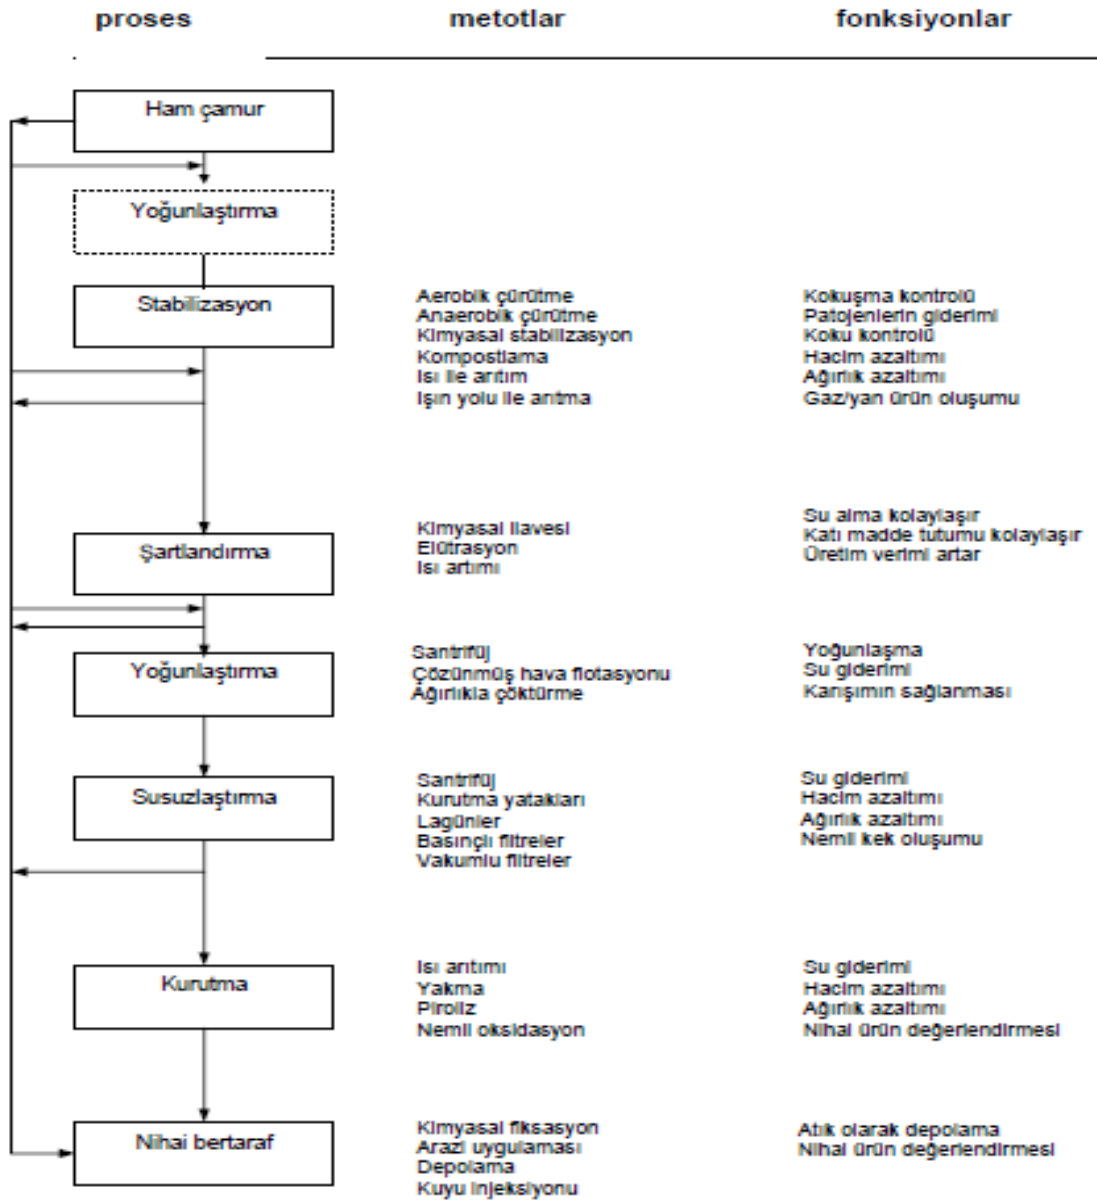 proses metotlar fonksiyonlar
Ham çamur
Yoğunlaştırma
Stabilizasyon
Aerobik çürütme
Anaerobik çürütme
Kimyasal stabilizasyon
Kompostlama
Isı ile arıtım
Işın yolu ile arıtma
Kokuşma kontrolü
Patojenlerin giderimi
Koku kontrolü
Hacim azaltımı
Ağırlık azaltımı
Gaz/yan ürün oluşumu
Şartlandırma
Kimyasal ilavesi
Elütrasyon
Isı artımı
Su alma kolaylaşır
Katı madde tutumu kolaylaşır
Üretim verimi artar
Yoğunlaştırma
Santrifüj
Çözünmüş hava flotasyonu
Ağırlıkla çöktürme
Yoğunlaşma
Su giderimi
Karışımın sağlanması
Susuzlaştırma
Santrifüj
Kurutma yatakları
Lagünler
Basınçlı filtreler
Vakumlu filtreler
Su giderimi
Hacim azaltımı
Ağırlık azaltımı
Nemli kek oluşumu
Kurutma
Isı arıtımı
Yakma
Piroliz
Nemli oksidasyon
Su giderimi
Hacim azaltımı
Ağırlık azaltımı
Nihai ürün değerlendirmesi
Nihai bertaraf
Kimyasal fiksasyon
Arazi uygulaması
Depolama
Kuyu injeksiyonu
Atık olarak depolama
Nihai ürün değerlendirmesi